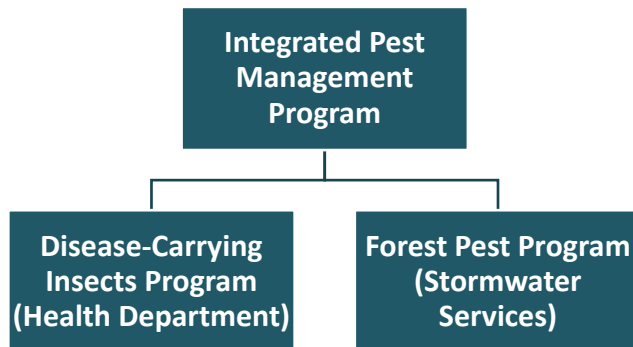 Integrated Pest
Management
Program
Disease-Carrying
Insects Program
(Health Department)
Forest Pest Program
(Stormwater
Services)